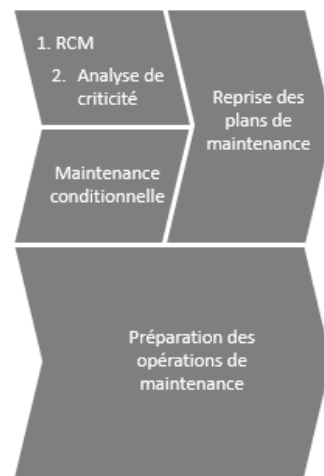 1. RCM
2. Analyse de
criticité
Reprise des
plans de
maintenance
Maintenance
conditionnelle
Préparation des
opérations de
maintenance